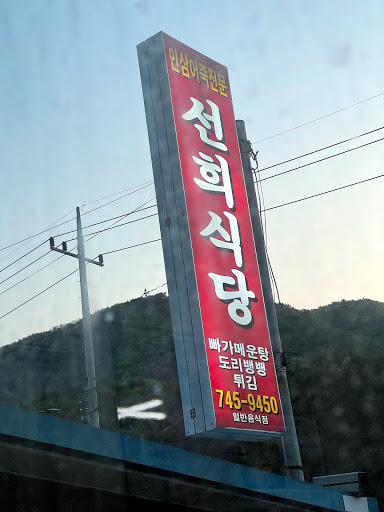 인삼어죽전문
선희식당
빠가메운탕
도리뱅뱅
튀김
745-9450
일반음식점